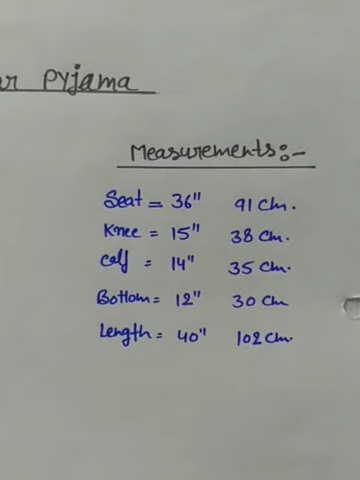 Pyjama
Measurements:-
Seat = 36" 91 Cm.
Knee = 15" 38 Cm.
Calf = 14" 35 Cm.
Bottom = 12" 30 Cm
Length = 40" 102 Cm.